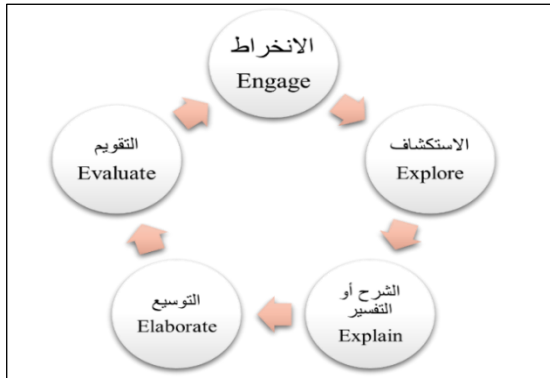 الانخراط
Engage
الاستكشاف
Explore
الشرح أو
التفسير
Explain
التوسيع
Elaborate
التقويم
Evaluate